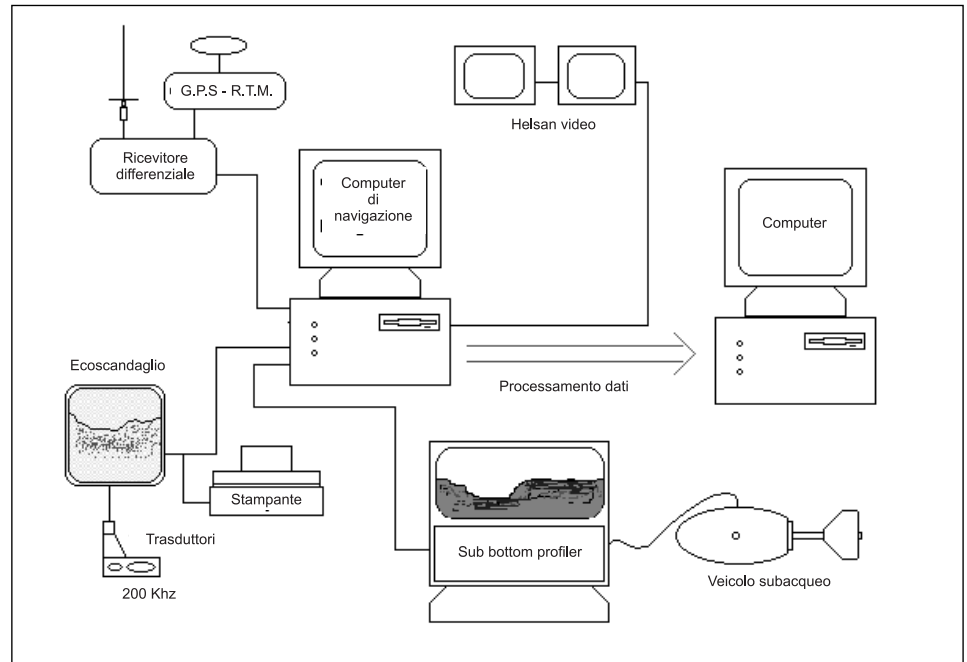 G.P.S - R.T.M.
Ricevitore
differenziale
Helsan video
Computer
di
navigazione
Computer
Ecoscandaglio
Processamento dati
Stampante
Trasduttori
200 Khz
Sub bottom profiler
Veicolo subacqueo